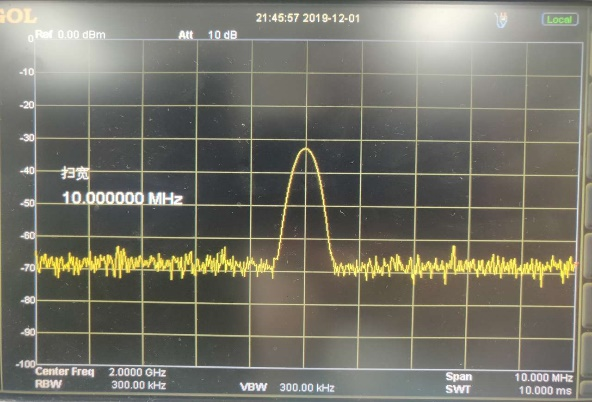 GOL
21:45:57 2019-12-01
Local
Ref 0.00 dBm
Att 10 dB
0
-10
-20
-30
-40
扫宽
10.000000 MHz
-50
-60
-70
-80
-90
-100
Center Freq 2.0000 GHz
Span 10.000 MHz
RBW 300.00 kHz
VBW 300.00 kHz
SWT 10.000 ms